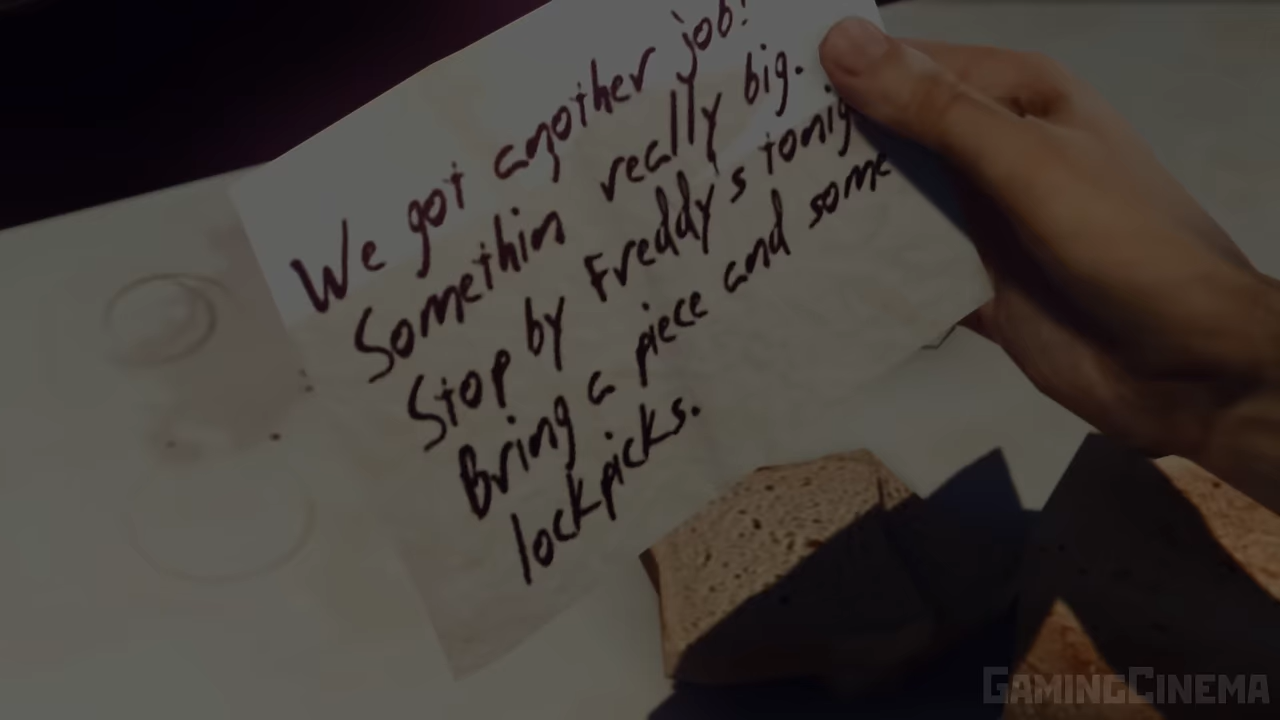 We got another job!
Somethin really big.
Stop by Freddy's
Bring a piece and some
lockpicks.
GamingCinema